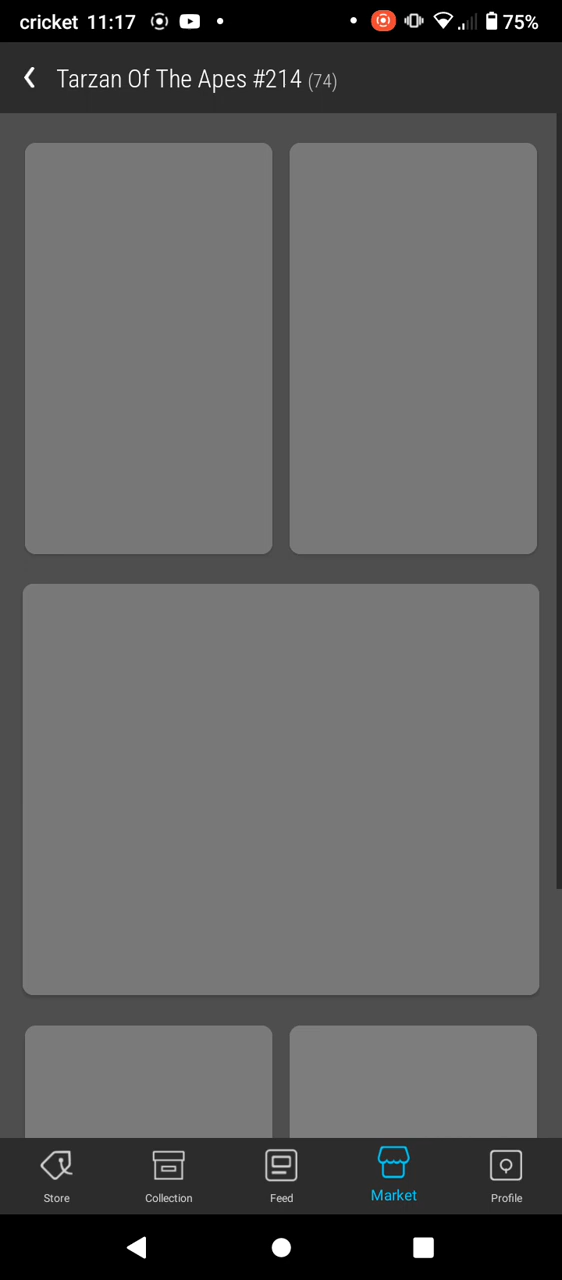 cricket 11:17
75%
Tarzan Of The Apes #214 (74)
Store
Collection
Feed
Market
Profile